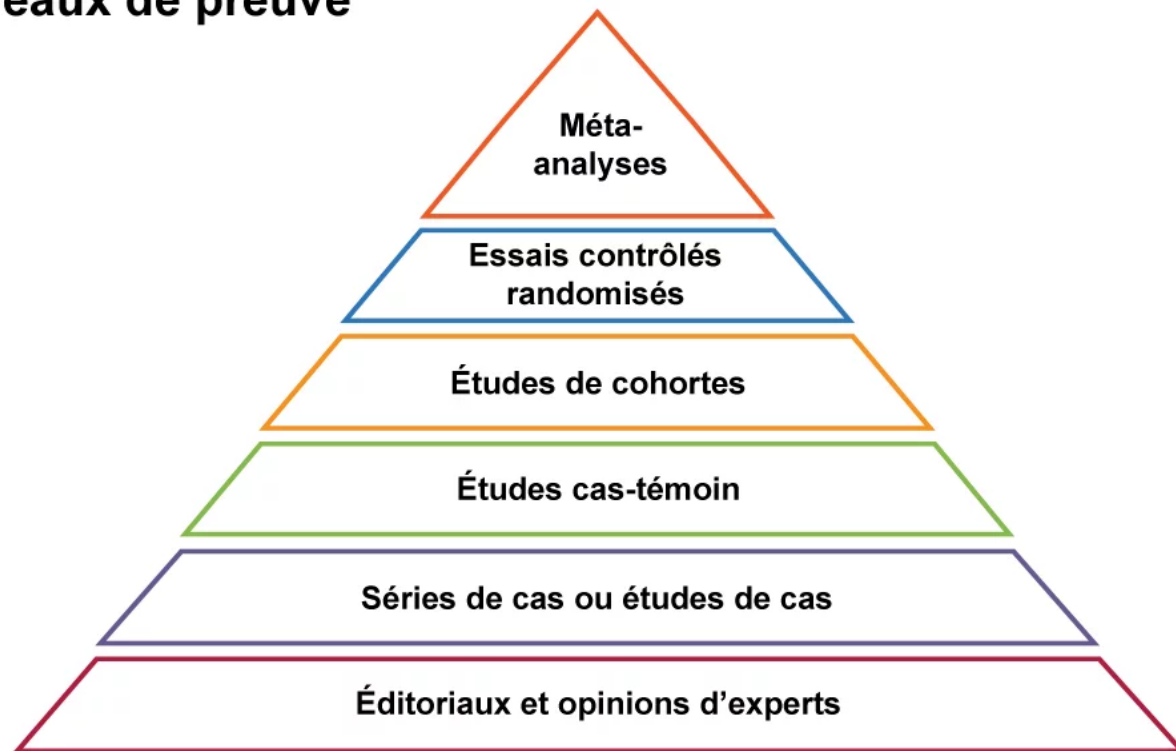 eaux de preuve
Méta-
analyses
Essais contrôlés
randomisés
Études de cohortes
Études cas-témoin
Séries de cas ou études de cas
Éditoriaux et opinions d’experts